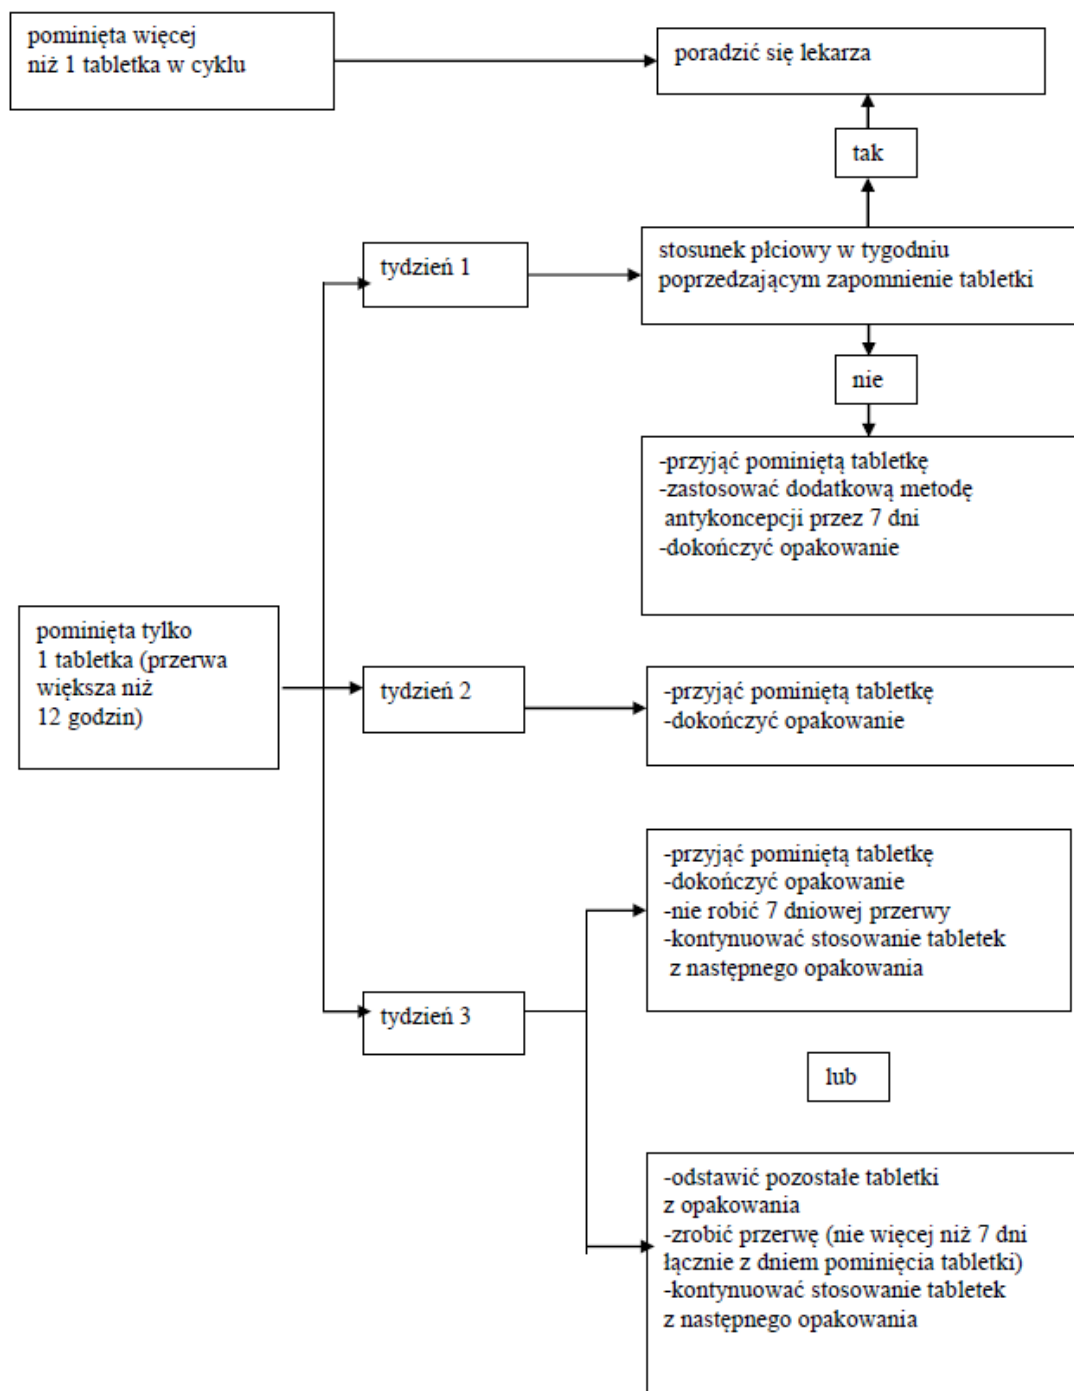 pominięta więcej
niż 1 tabletka w cyklu
poradzić się lekarza
tak
tydzień 1
stosunek płciowy w tygodniu
poprzedzającym zapomnienie tabletki
nie
-przyjąć pominiętą tabletkę
-zastosować dodatkową metodę
antykoncepcji przez 7 dni
-dokończyć opakowanie
pominięta tylko
1 tabletka (przerwa
większa niż
12 godzin)
tydzień 2
-przyjąć pominiętą tabletkę
-dokończyć opakowanie
-przyjąć pominiętą tabletkę
-dokończyć opakowanie
-nie robić 7 dniowej przerwy
-kontynuować stosowanie tabletek
z następnego opakowania
tydzień 3
lub
-odstawić pozostałe tabletki
z opakowania
-zrobić przerwę (nie więcej niż 7 dni
łącznie z dniem pominięcia tabletki)
-kontynuować stosowanie tabletek
z następnego opakowania